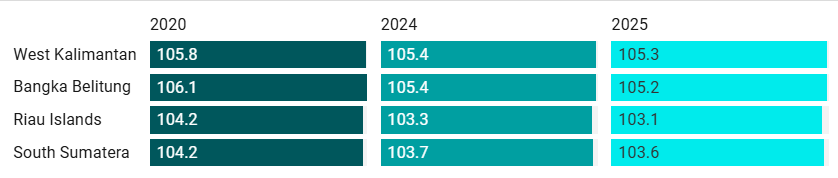 2020 2024 2025
West Kalimantan 105.8 105.4 105.3
Bangka Belitung 106.1 105.4 105.2
Riau Islands 104.2 103.3 103.1
South Sumatera 104.2 103.7 103.6